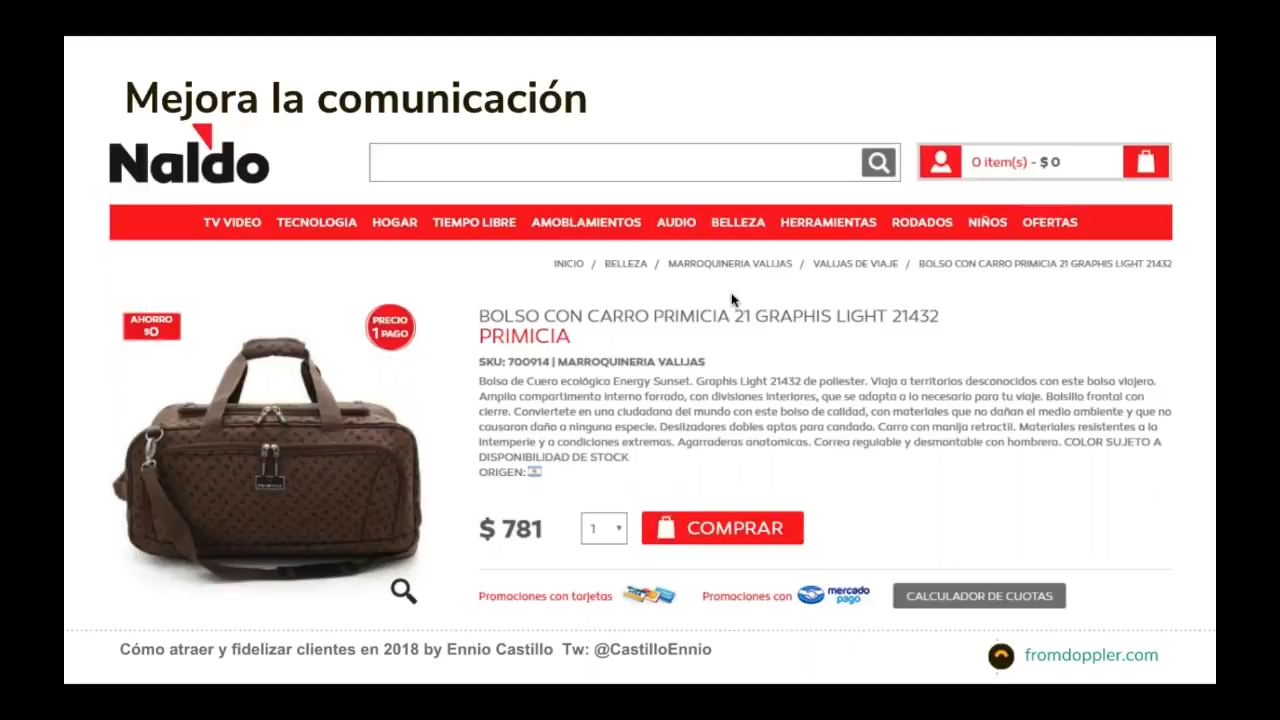 Mejora la comunicación
Naldo
0 item(s) - $ 0
TV VIDEO TECNOLOGIA HOGAR TIEMPO LIBRE AMOBLAMIENTOS AUDIO BELLEZA HERRAMIENTAS RODADOS NIÑOS OFERTAS
INICIO / BELLEZA / MARROQUINERIA VALIJAS / VALIJAS DE VIAJE / BOLSO CON CARRO PRIMICIA 21 GRAPHIS LIGHT 21432
AHORRO
$0
PRECIO
1 PAGO
PRIMICIA
BOLSO CON CARRO PRIMICIA 21 GRAPHIS LIGHT 21432
PRIMICIA
SKU: 700914 | MARROQUINERIA VALIJAS
Bolso de Cuero ecológico Energy Sunset. Graphis Light 21432 de poliester. Viaja a territorios desconocidos con este bolso viajero.
Amplio compartimento interno forrado, con divisiones interiores, que se adapta a lo necesario para tu viaje. Bolsillo frontal con
cierre. Conviertete en una ciudadana del mundo con este bolso de calidad, con materiales que no dañan el medio ambiente y que no
causaron daño a ninguna especie. Deslizadores dobles aptos para candado. Carro con manija retractil. Materiales resistentes a la
intemperie y a condiciones extremas. Agarraderas anatomicas. Correa regulable y desmontable con hombrera. COLOR SUJETO A
DISPONIBILIDAD DE STOCK
ORIGEN:
$ 781 1 COMPRAR
Promociones con tarjetas Promociones con mercado pago CALCULADOR DE CUOTAS
Cómo atraer y fidelizar clientes en 2018 by Ennio Castillo Tw: @CastilloEnnio
fromdoppler.com